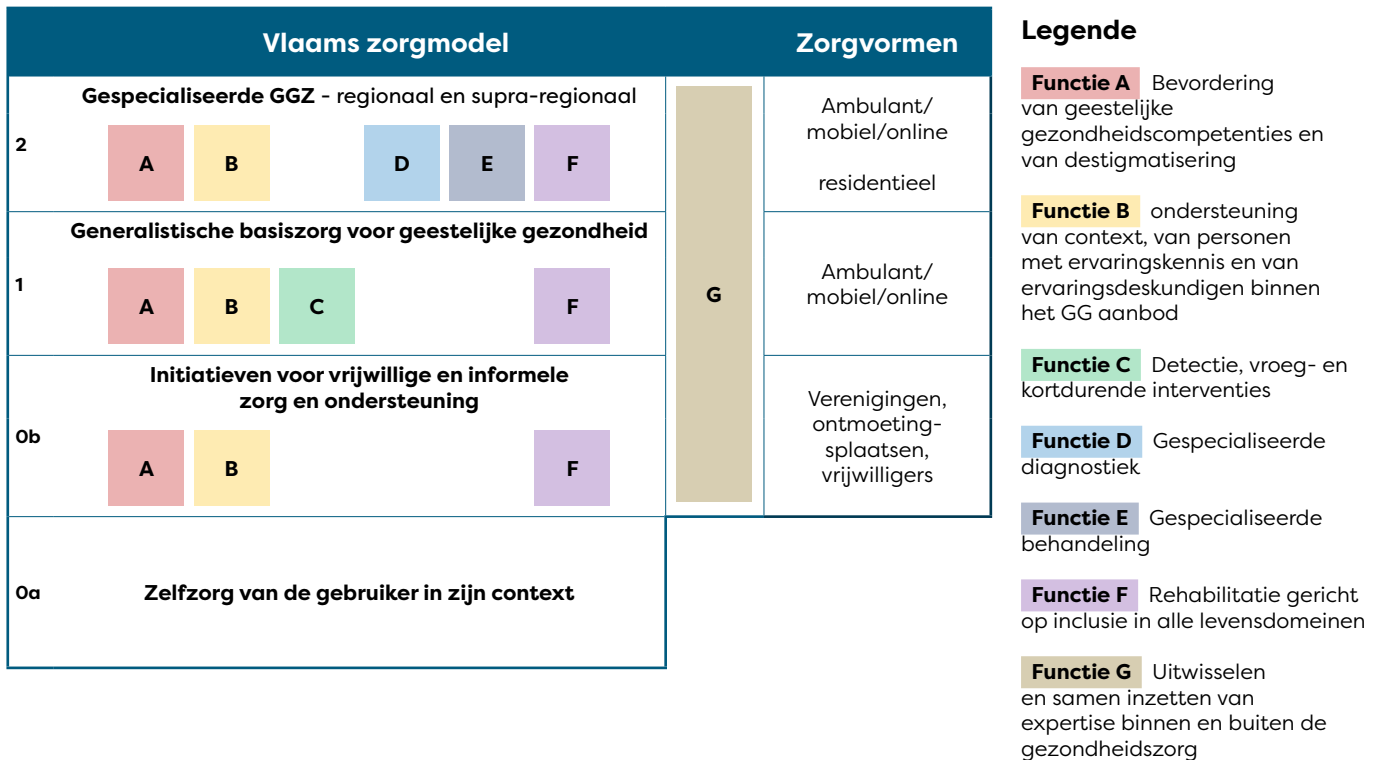 Vlaams zorgmodel
Zorgvormen
Gespecialiseerde GGZ - regionaal en supra-regionaal
2
A B D E F
Ambulant/
mobiel/online
residentieel
Generalistische basiszorg voor geestelijke gezondheid
1
A B C F
G
Ambulant/
mobiel/online
Initiatieven voor vrijwillige en informele
zorg en ondersteuning
0b
A B F
Verenigingen,
ontmoeting-
splaatsen,
vrijwilligers
0a
Zelfzorg van de gebruiker in zijn context
Legende
Functie A Bevordering
van geestelijke
gezondheidscompetenties en
van destigmatisering
Functie B ondersteuning
van context, van personen
met ervaringskennis en van
ervaringsdeskundigen binnen
het GG aanbod
Functie C Detectie, vroeg- en
kortdurende interventies
Functie D Gespecialiseerde
diagnostiek
Functie E Gespecialiseerde
behandeling
Functie F Rehabilitatie gericht
op inclusie in alle levensdomeinen
Functie G Uitwisselen
en samen inzetten van
expertise binnen en buiten de
gezondheidszorg